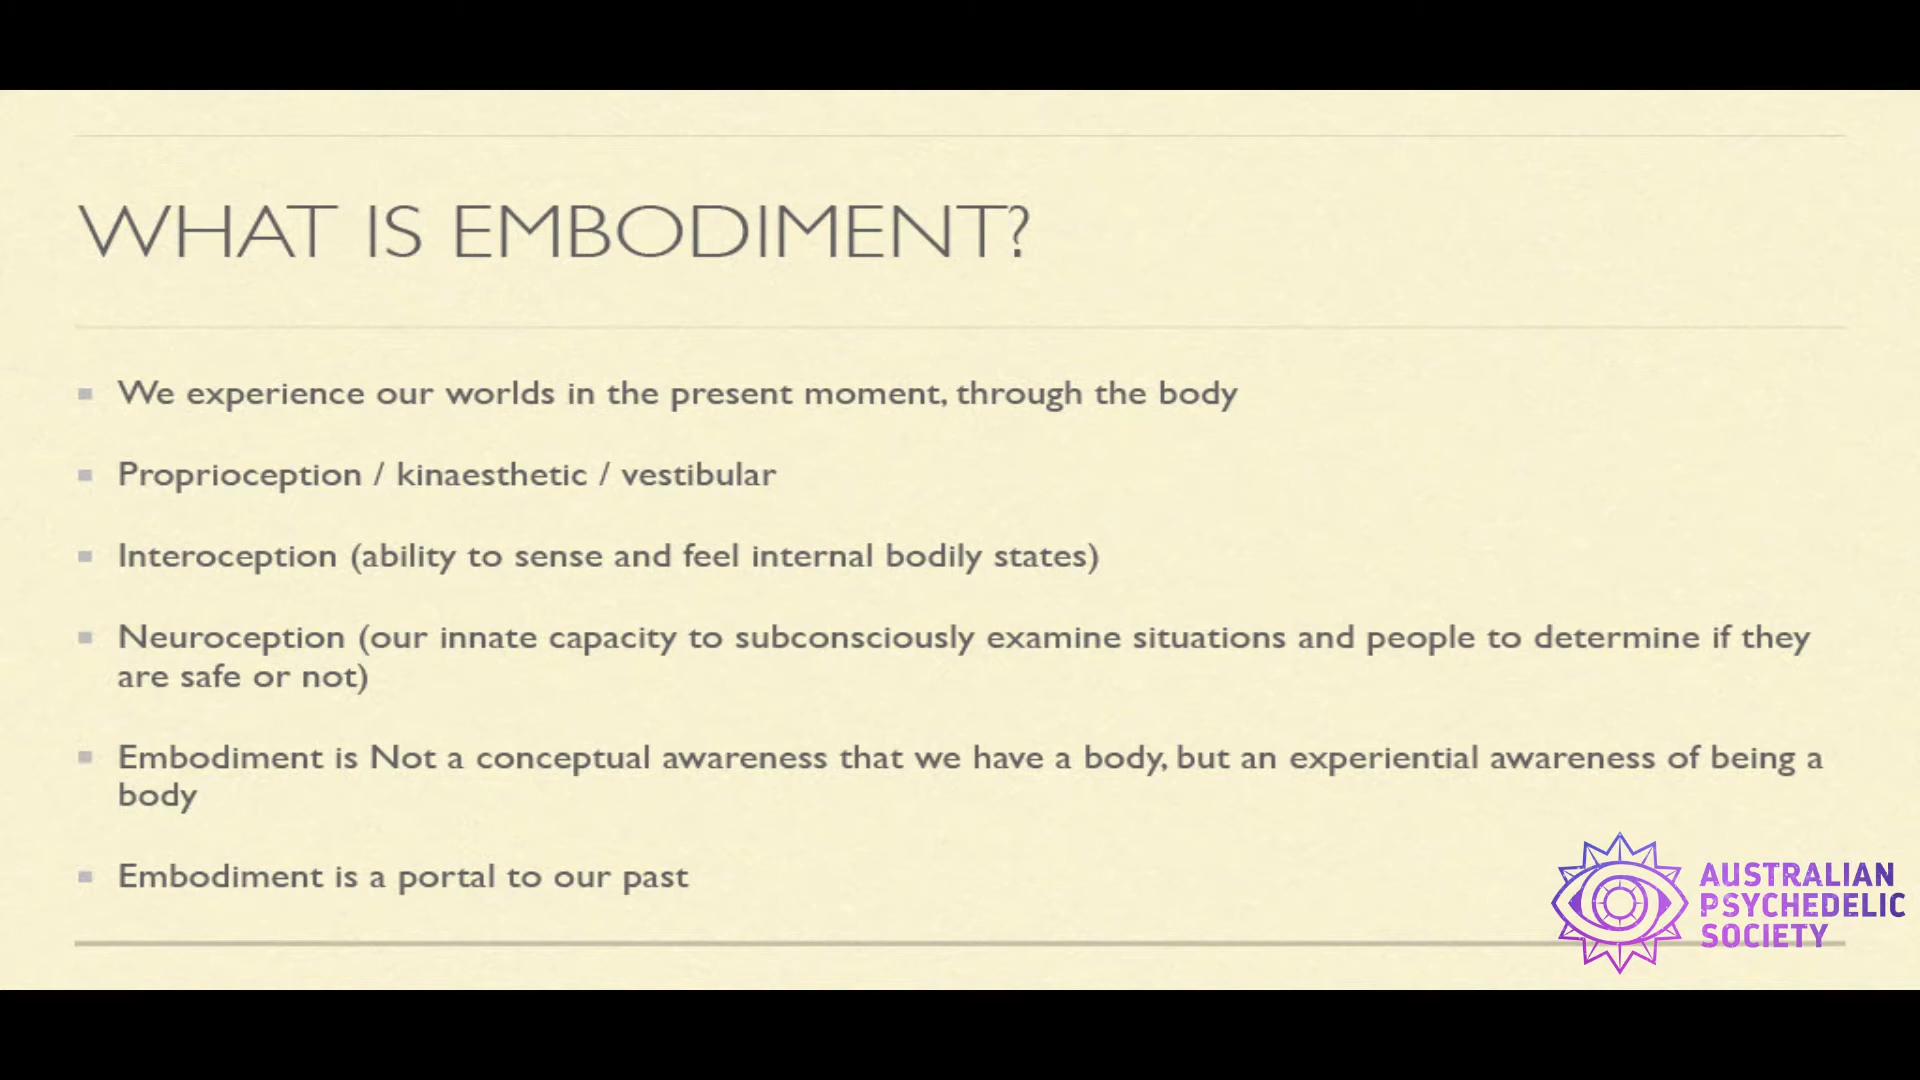 WHAT IS EMBODIMENT?
We experience our worlds in the present moment, through the body
Proprioception / kinaesthetic / vestibular
Interoception (ability to sense and feel internal bodily states)
Neuroception (our innate capacity to subconsciously examine situations and people to determine if they
are safe or not)
Embodiment is Not a conceptual awareness that we have a body, but an experiential awareness of being a
body
Embodiment is a portal to our past
AUSTRALIAN
PSYCHEDELIC
SOCIETY